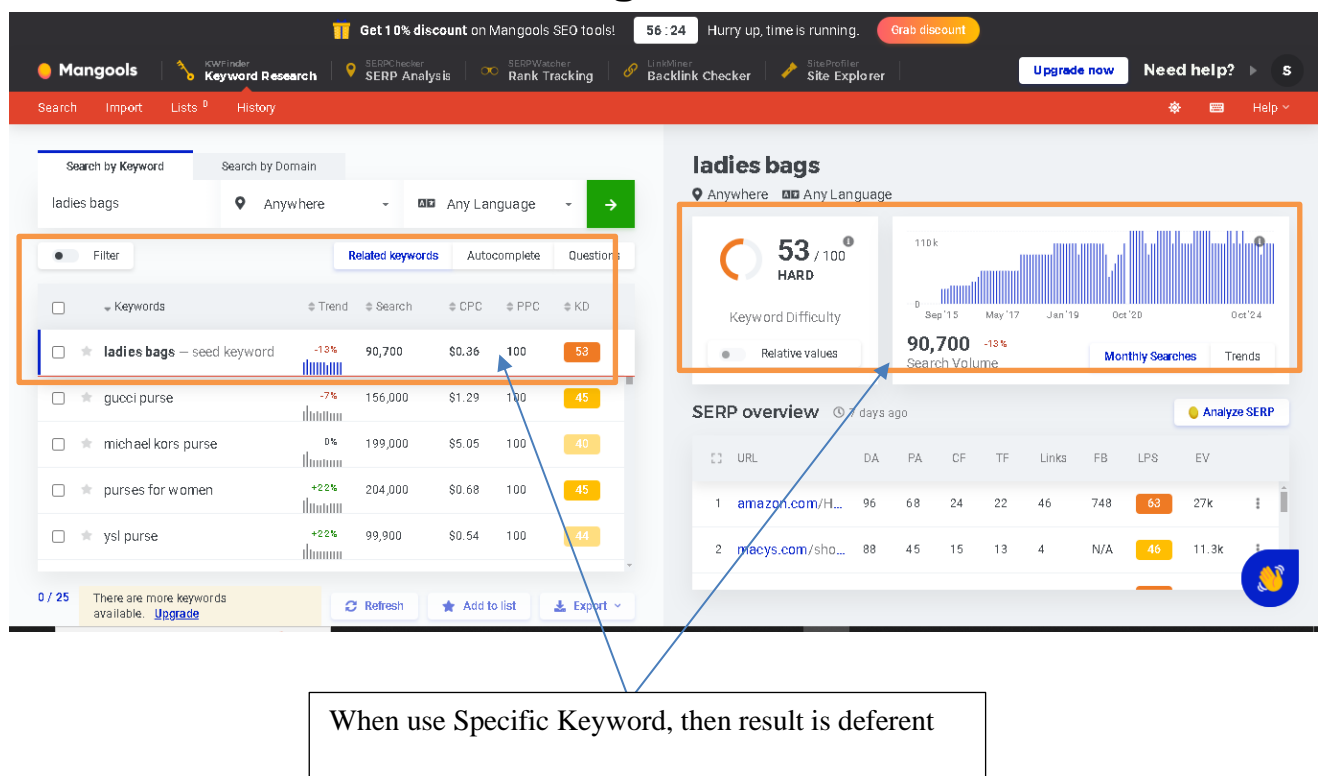 Get 10% discount on Mangools SEO tools! 56:24 Hurry up, time is running. Grab discount
Mangools KWFinder Keyword Research SERPChecker SERP Analysis SERPWatcher Rank Tracking LinkMiner Backlink Checker SiteProfiler Site Explorer Upgrade now Need help? S
Search Import Lists 0 History Help
Search by Keyword Search by Domain
ladies bags Anywhere Any Language
Filter Related keywords Autocomplete Questions
Keywords Trend Search CPC PPC KD
ladies bags – seed keyword -13% 90,700 $0.36 100 53
gucci purse -7% 156,000 $1.29 100 45
michael kors purse 0% 199,000 $5.05 100 40
purses for women +22% 204,000 $0.68 100 45
ysl purse +22% 99,900 $0.54 100 44
0 / 25 There are more keywords
available. Upgrade
Refresh Add to list Export
ladies bags
Anywhere Any Language
53 / 100
HARD
Keyword Difficulty
Relative values
110k
0
Sep'15 May'17 Jan'19 Oct'20 Oct'24
90,700 -13%
Search Volume
Monthly Searches Trends
SERP overview 7 days ago Analyze SERP
URL DA PA CF TF Links FB LPS EV
1 amazon.com/H... 96 68 24 22 46 748 63 27k
2 macys.com/sho... 88 45 15 13 4 N/A 46 11.3k
When use Specific Keyword, then result is deferent